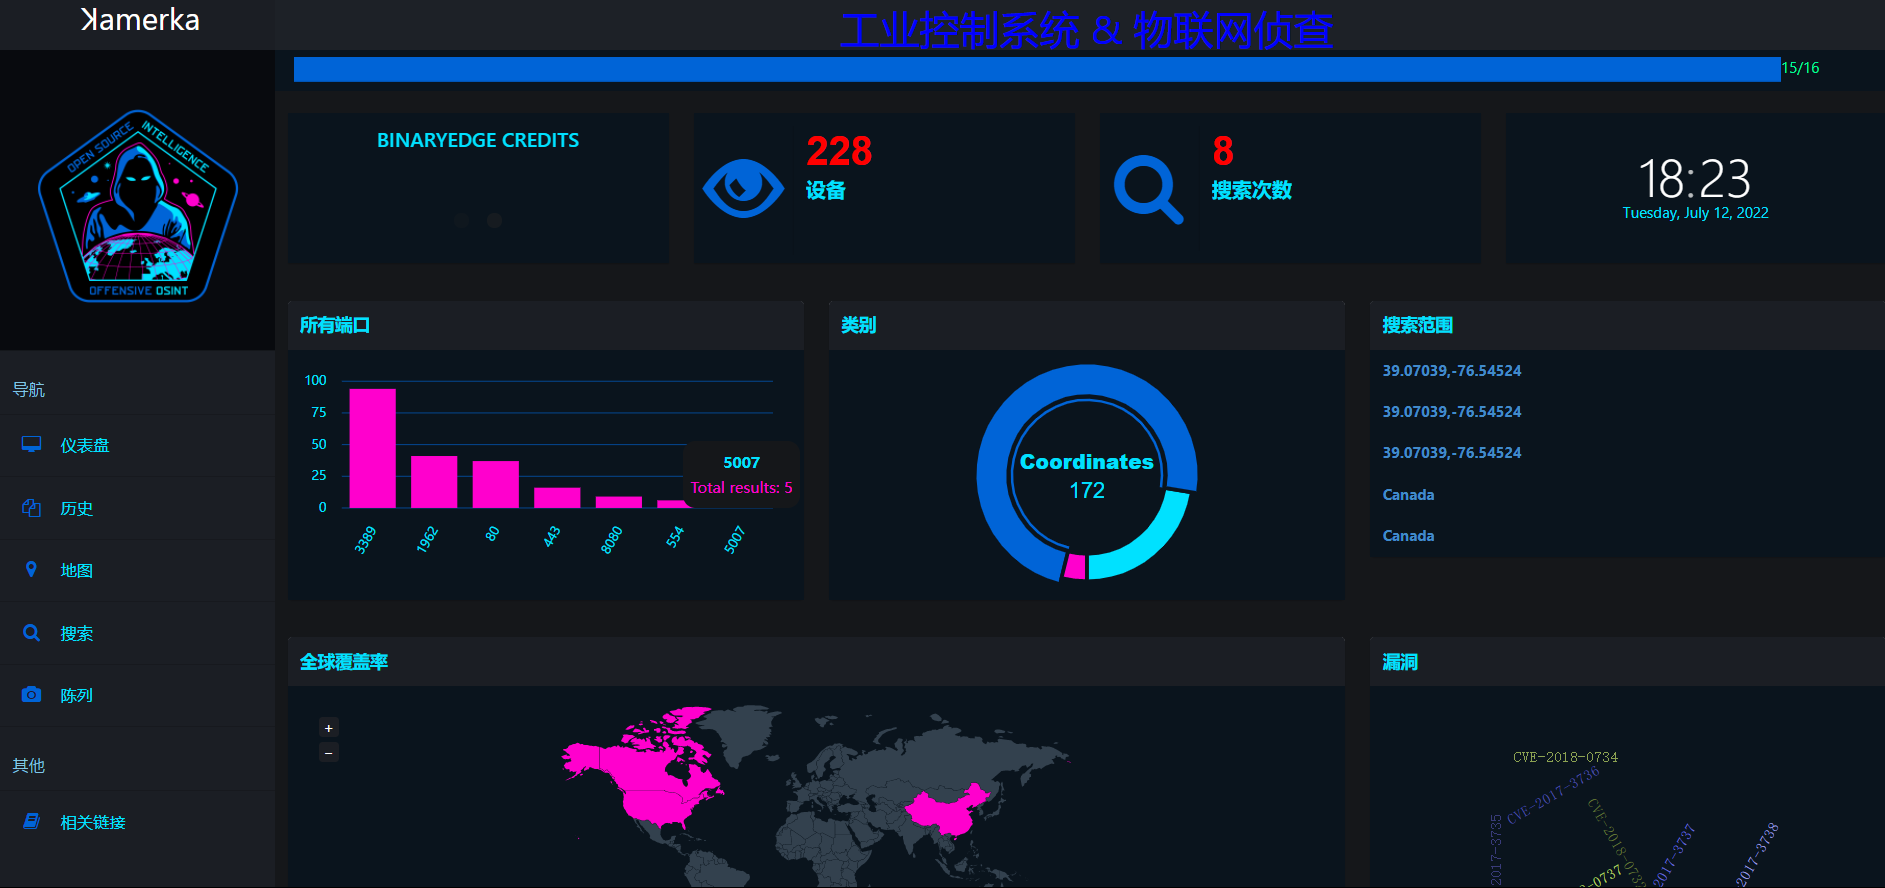 ꓘamerka
工业控制系统 & 物联网侦查
15/16
OPEN SOURCE INTELLIGENCE
OFFENSIVE OSINT
导航
仪表盘
历史
地图
搜索
陈列
其他
相关链接
BINARYEDGE CREDITS
228
设备
8
搜索次数
18:23
Tuesday, July 12, 2022
所有端口
100
75
50
25
0
3389
1962
80
443
8080
554
5007
5007
Total results: 5
类别
Coordinates
172
搜索范围
39.07039,-76.54524
39.07039,-76.54524
39.07039,-76.54524
Canada
Canada
全球覆盖率
+
−
漏洞
CVE-2018-0734
CVE-2017-3736
2017-3735
CVE-2018-073
-0737
2017-3737
2017-3738